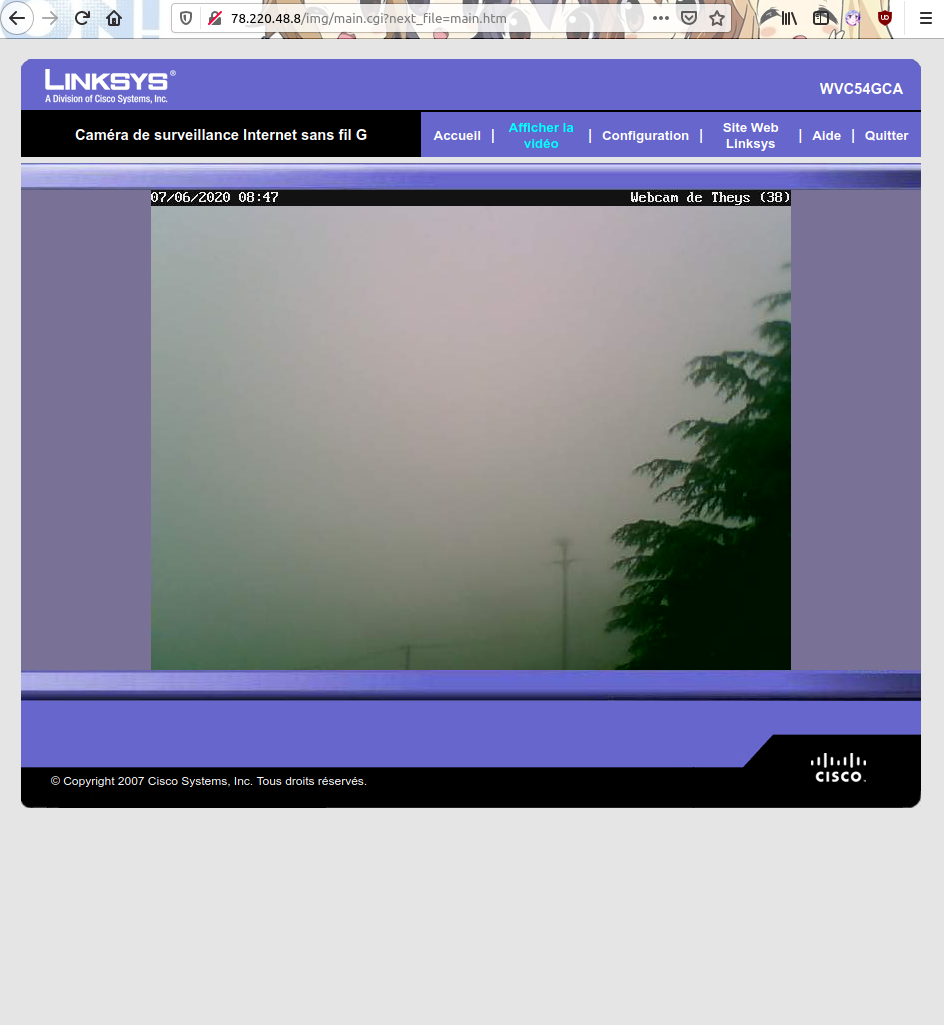 78.220.48.8/img/main.cgi?next_file=main.htm
LINKSYS®
A Division of Cisco Systems, Inc.
WVC54GCA
Caméra de surveillance Internet sans fil G
Accueil | Afficher la vidéo | Configuration | Site Web Linksys | Aide | Quitter
07/06/2020 08:47 Webcam de Theys (38)
© Copyright 2007 Cisco Systems, Inc. Tous droits réservés.
CISCO.